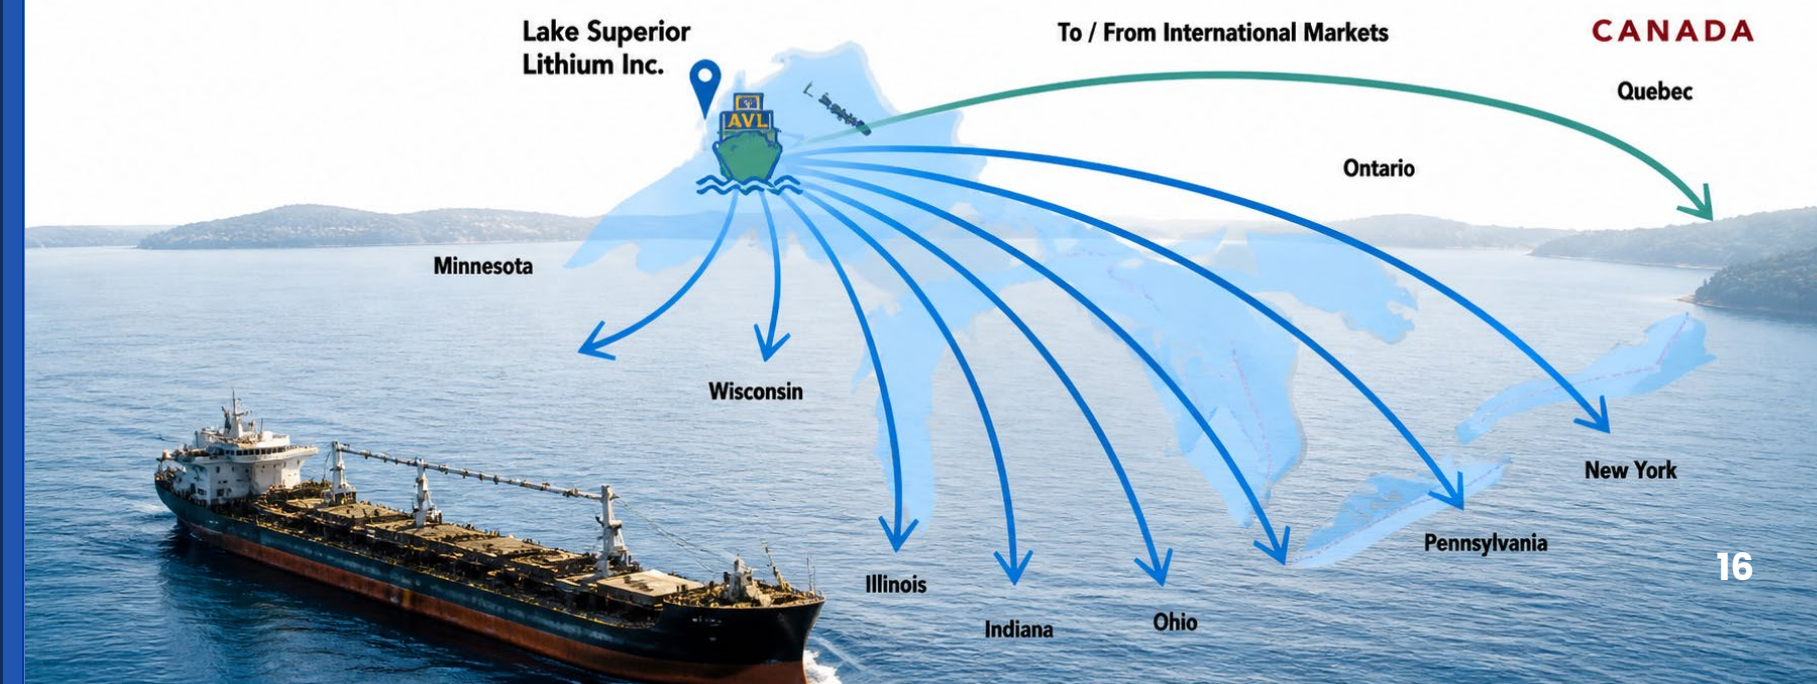 Lake Superior
Lithium Inc.
To / From International Markets
CANADA
Quebec
AVL
Ontario
Minnesota
Wisconsin
New York
Pennsylvania
16
Illinois
Indiana
Ohio